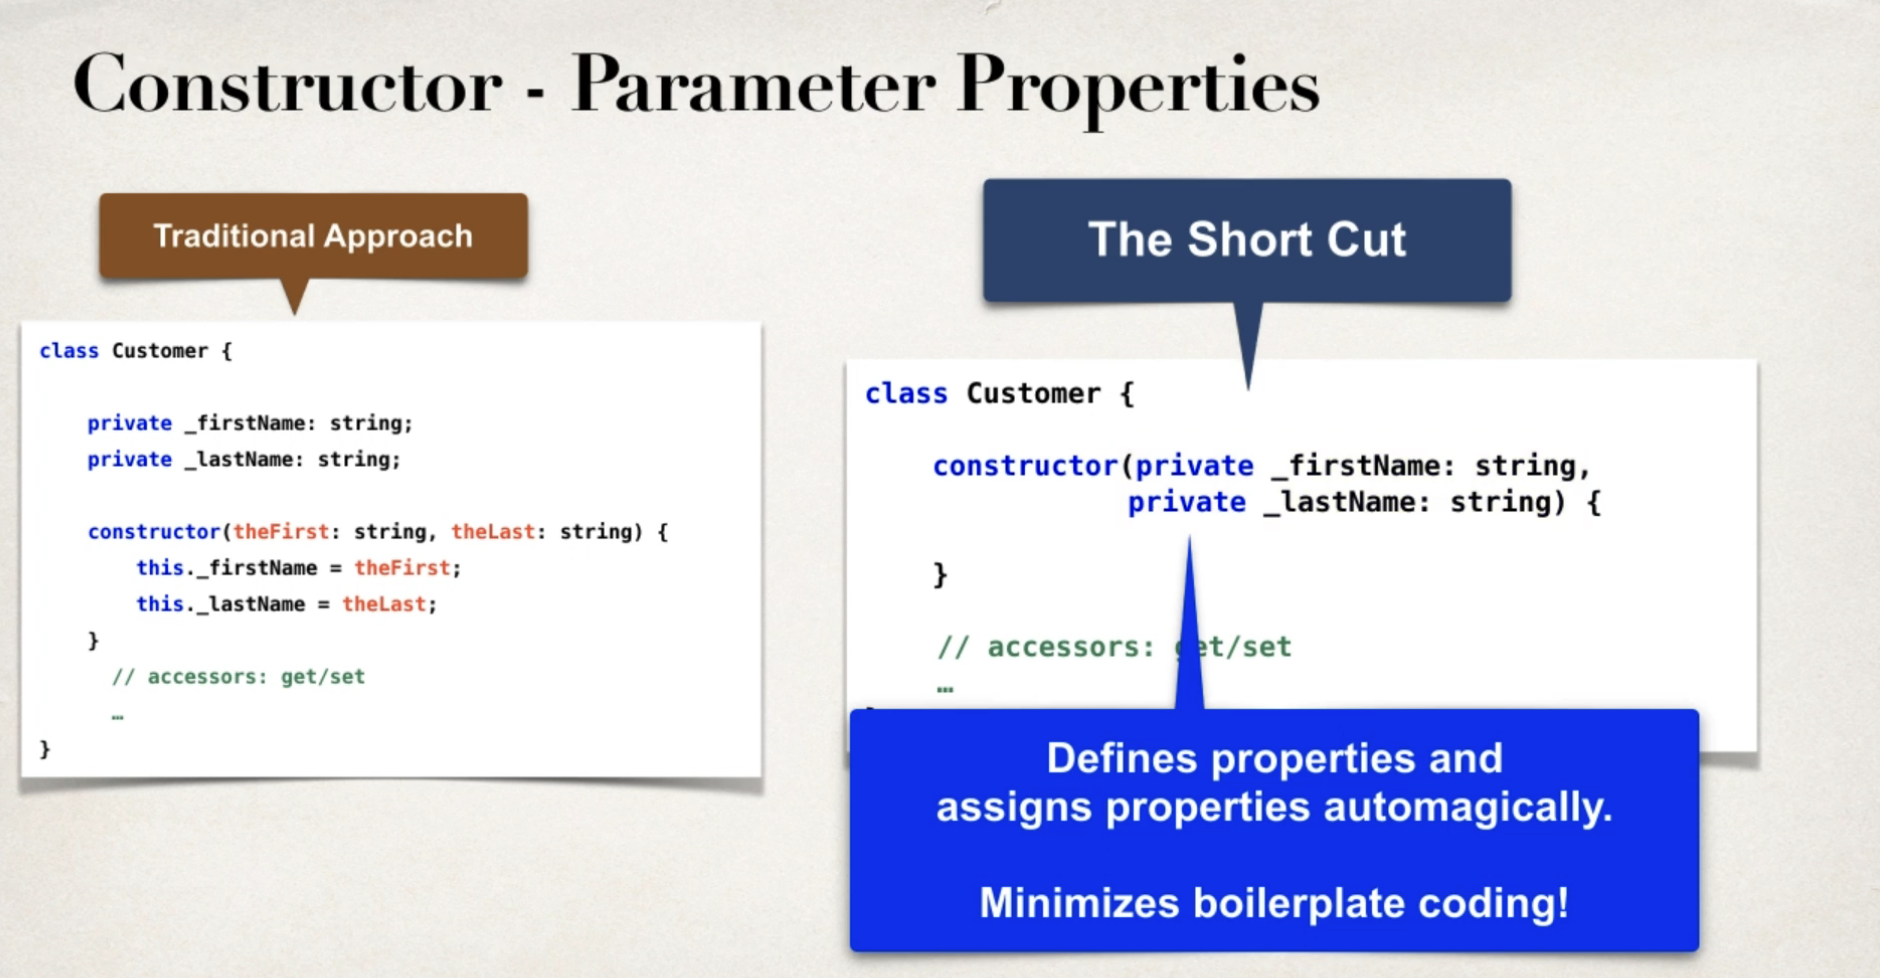 Constructor - Parameter Properties
Traditional Approach
class Customer {
private _firstName: string;
private _lastName: string;
constructor(theFirst: string, theLast: string) {
this._firstName = theFirst;
this._lastName = theLast;
}
// accessors: get/set
…
}
The Short Cut
class Customer {
constructor(private _firstName: string,
private _lastName: string) {
}
// accessors: get/set
…
Defines properties and
assigns properties automagically.
Minimizes boilerplate coding!